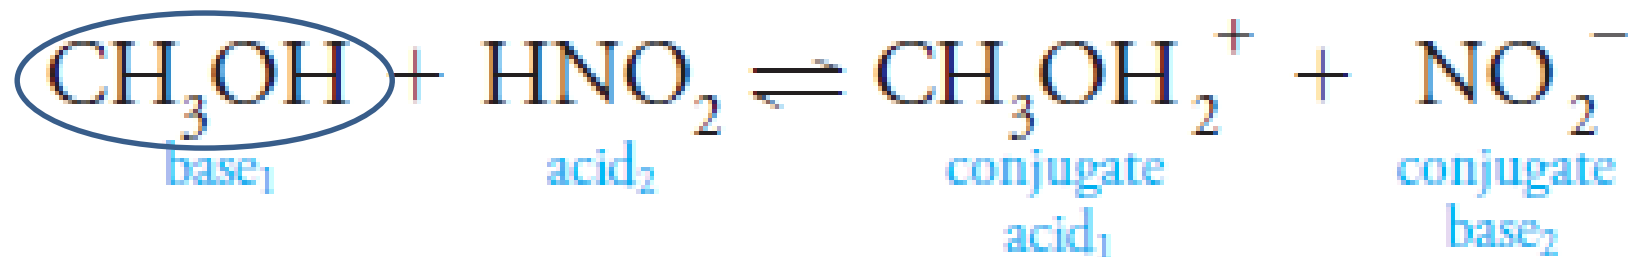 CH₃OH + HNO₂ ⇌ CH₃OH₂⁺ + NO₂⁻
base₁ acid₂ conjugate conjugate
acid₁ base₂